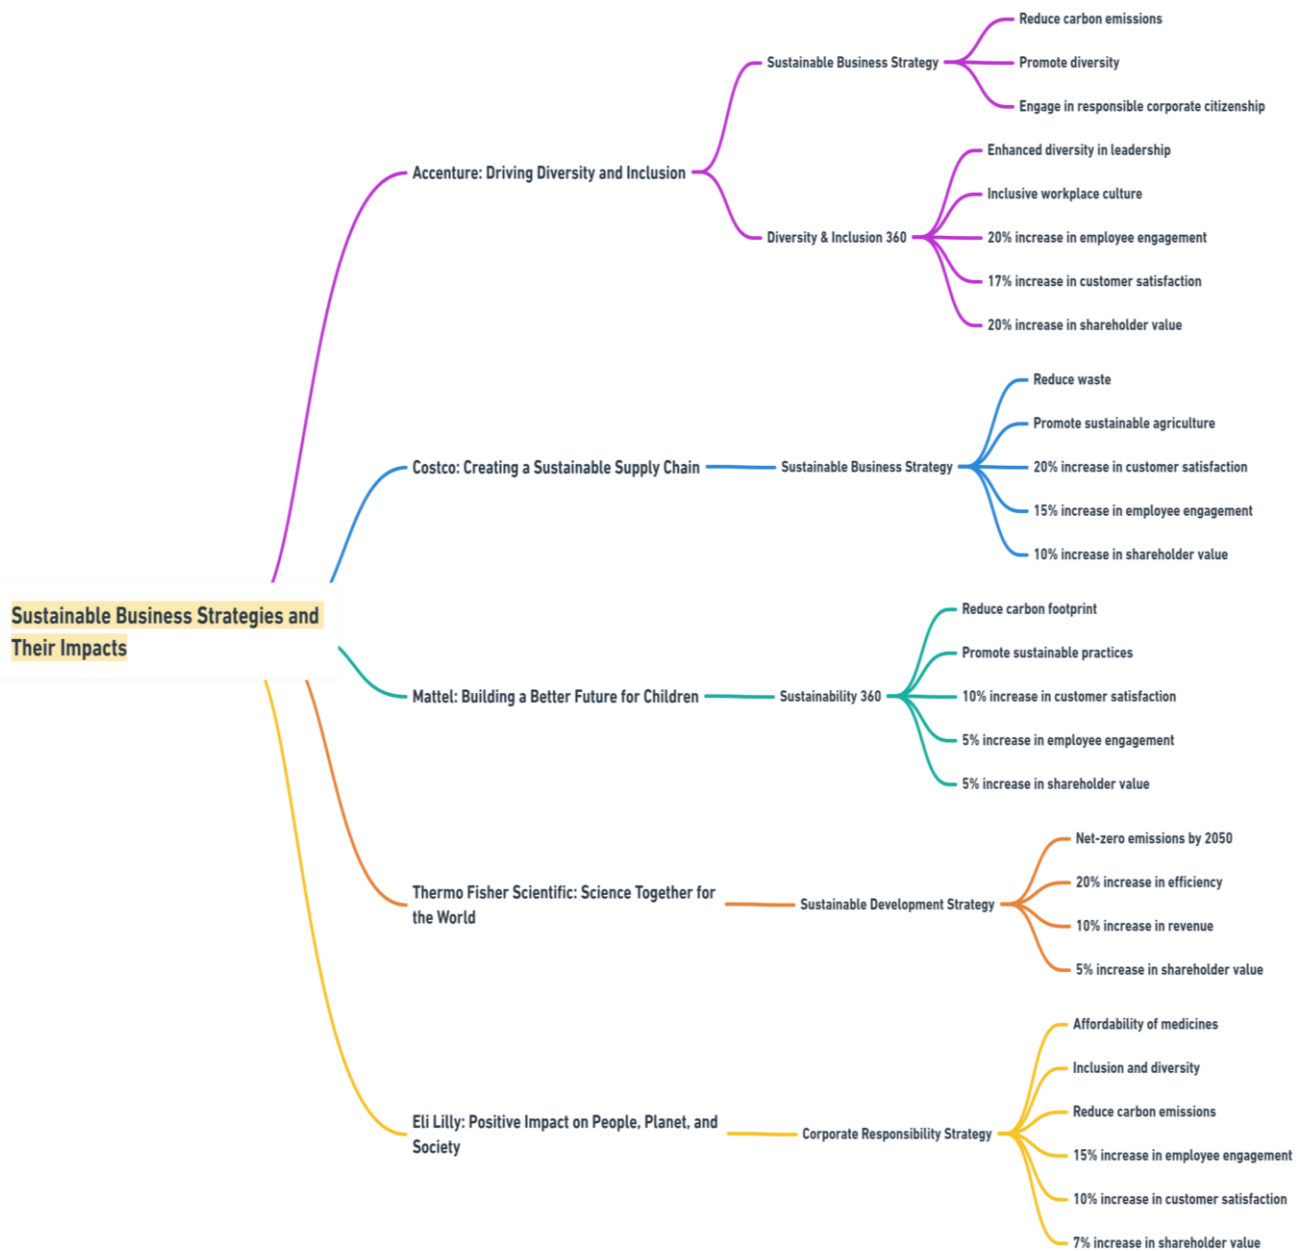 Sustainable Business Strategies and
Their Impacts
Accenture: Driving Diversity and Inclusion
Sustainable Business Strategy
Reduce carbon emissions
Promote diversity
Engage in responsible corporate citizenship
Diversity & Inclusion 360
Enhanced diversity in leadership
Inclusive workplace culture
20% increase in employee engagement
17% increase in customer satisfaction
20% increase in shareholder value
Costco: Creating a Sustainable Supply Chain
Sustainable Business Strategy
Reduce waste
Promote sustainable agriculture
20% increase in customer satisfaction
15% increase in employee engagement
10% increase in shareholder value
Mattel: Building a Better Future for Children
Sustainability 360
Reduce carbon footprint
Promote sustainable practices
10% increase in customer satisfaction
5% increase in employee engagement
5% increase in shareholder value
Thermo Fisher Scientific: Science Together for
the World
Sustainable Development Strategy
Net-zero emissions by 2050
20% increase in efficiency
10% increase in revenue
5% increase in shareholder value
Eli Lilly: Positive Impact on People, Planet, and
Society
Corporate Responsibility Strategy
Affordability of medicines
Inclusion and diversity
Reduce carbon emissions
15% increase in employee engagement
10% increase in customer satisfaction
7% increase in shareholder value